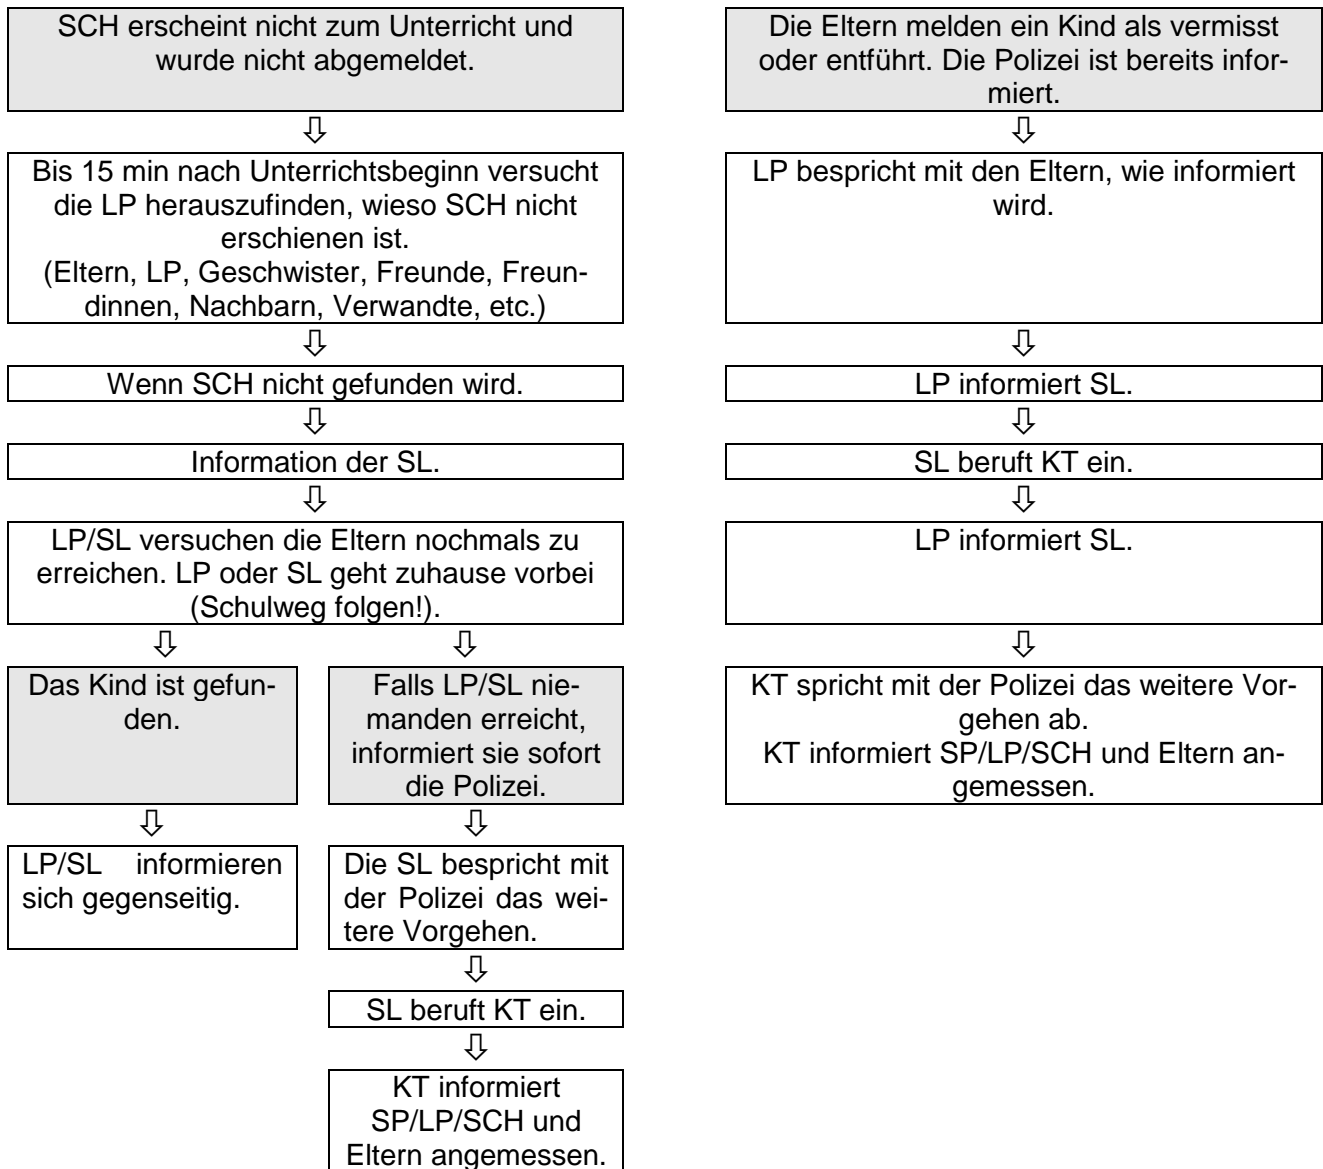 SCH erscheint nicht zum Unterricht und
wurde nicht abgemeldet.
⇩
Bis 15 min nach Unterrichtsbeginn versucht
die LP herauszufinden, wieso SCH nicht
erschienen ist.
(Eltern, LP, Geschwister, Freunde, Freun-
dinnen, Nachbarn, Verwandte, etc.)
⇩
Wenn SCH nicht gefunden wird.
⇩
Information der SL.
⇩
LP/SL versuchen die Eltern nochmals zu
erreichen. LP oder SL geht zuhause vorbei
(Schulweg folgen!).
⇩
Das Kind ist gefun-
den.
⇩
LP/SL informieren
sich gegenseitig.
⇩
Falls LP/SL nie-
manden erreicht,
informiert sie sofort
die Polizei.
⇩
Die SL bespricht mit
der Polizei das wei-
tere Vorgehen.
⇩
SL beruft KT ein.
⇩
KT informiert
SP/LP/SCH und
Eltern angemessen.
Die Eltern melden ein Kind als vermisst
oder entführt. Die Polizei ist bereits infor-
miert.
⇩
LP bespricht mit den Eltern, wie informiert
wird.
⇩
LP informiert SL.
⇩
SL beruft KT ein.
⇩
LP informiert SL.
⇩
KT spricht mit der Polizei das weitere Vor-
gehen ab.
KT informiert SP/LP/SCH und Eltern an-
gemessen.